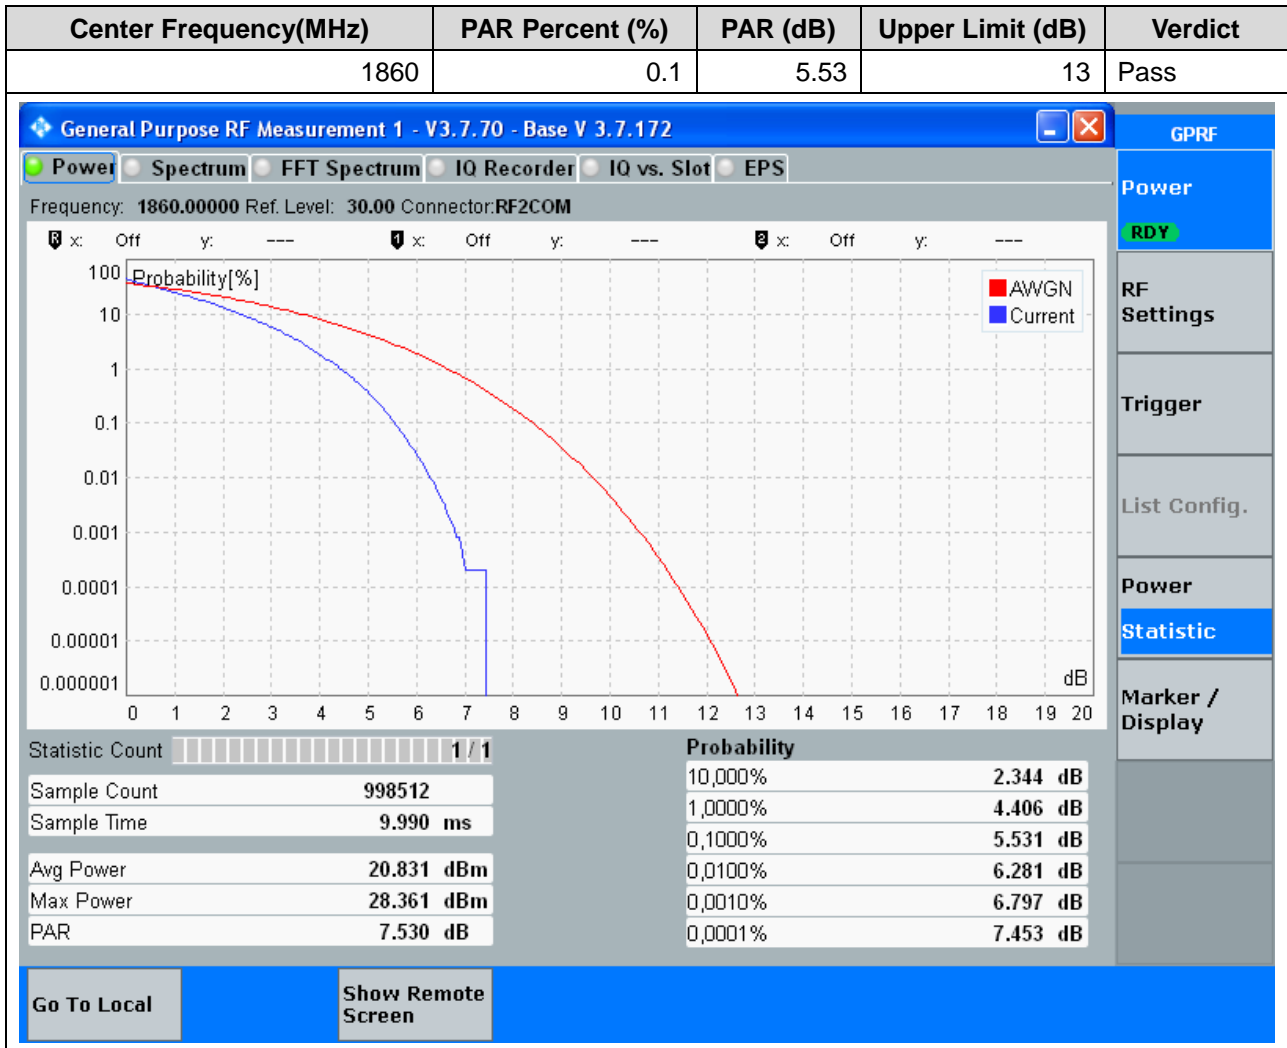 Center Frequency(MHz) PAR Percent (%) PAR (dB) Upper Limit (dB) Verdict
1860 0.1 5.53 13 Pass
General Purpose RF Measurement 1 - V3.7.70 - Base V 3.7.172
GPRF
Power Spectrum FFT Spectrum IQ Recorder IQ vs. Slot EPS
Power
RDY
Frequency: 1860.00000 Ref. Level: 30.00 Connector:RF2COM
R x: Off y: --- 1 x: Off y: --- 2 x: Off y: ---
Probability[%]
AWGN
Current
100
10
1
0.1
0.01
0.001
0.0001
0.00001
0.000001
dB
0 1 2 3 4 5 6 7 8 9 10 11 12 13 14 15 16 17 18 19 20
RF
Settings
Trigger
List Config.
Power
Statistic
Marker /
Display
Statistic Count 1 / 1
Sample Count 998512
Sample Time 9.990 ms
Avg Power 20.831 dBm
Max Power 28.361 dBm
PAR 7.530 dB
Probability
10,000% 2.344 dB
1,0000% 4.406 dB
0,1000% 5.531 dB
0,0100% 6.281 dB
0,0010% 6.797 dB
0,0001% 7.453 dB
Go To Local
Show Remote
Screen